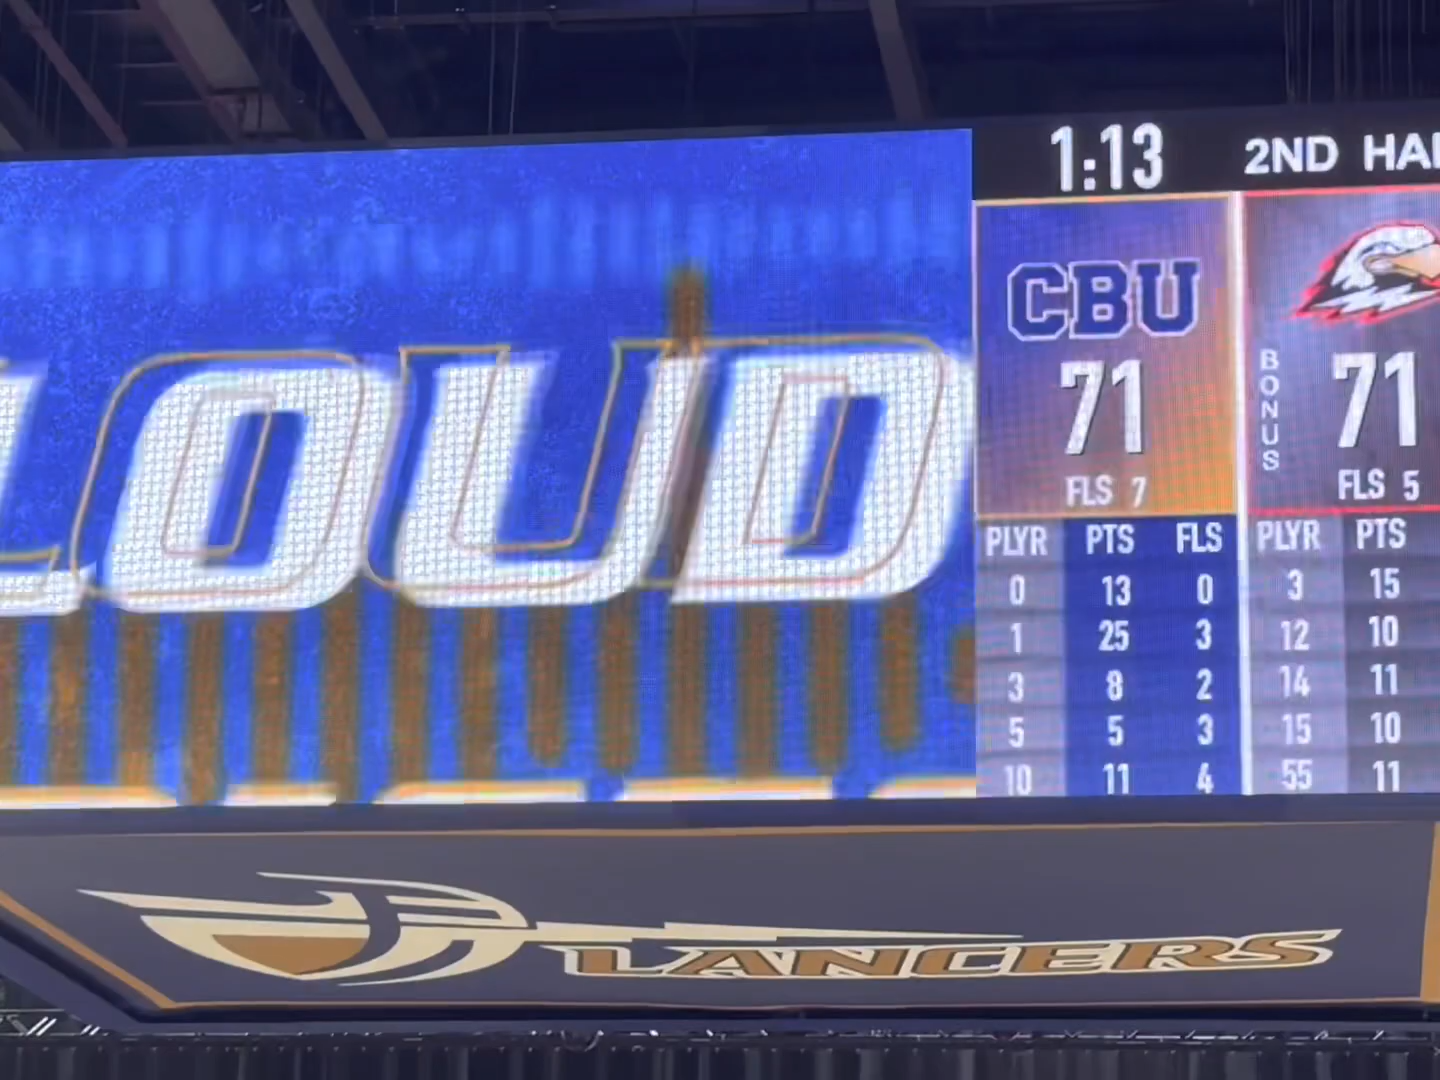 1:13
2ND HAL
LOUD
CBU
71
FLS 7
BONUS
71
FLS 5
PLYR PTS FLS
0 13 0
1 25 3
3 8 2
5 5 3
10 11 4
PLYR PTS
3 15
12 10
14 11
15 10
55 11
LANCERS